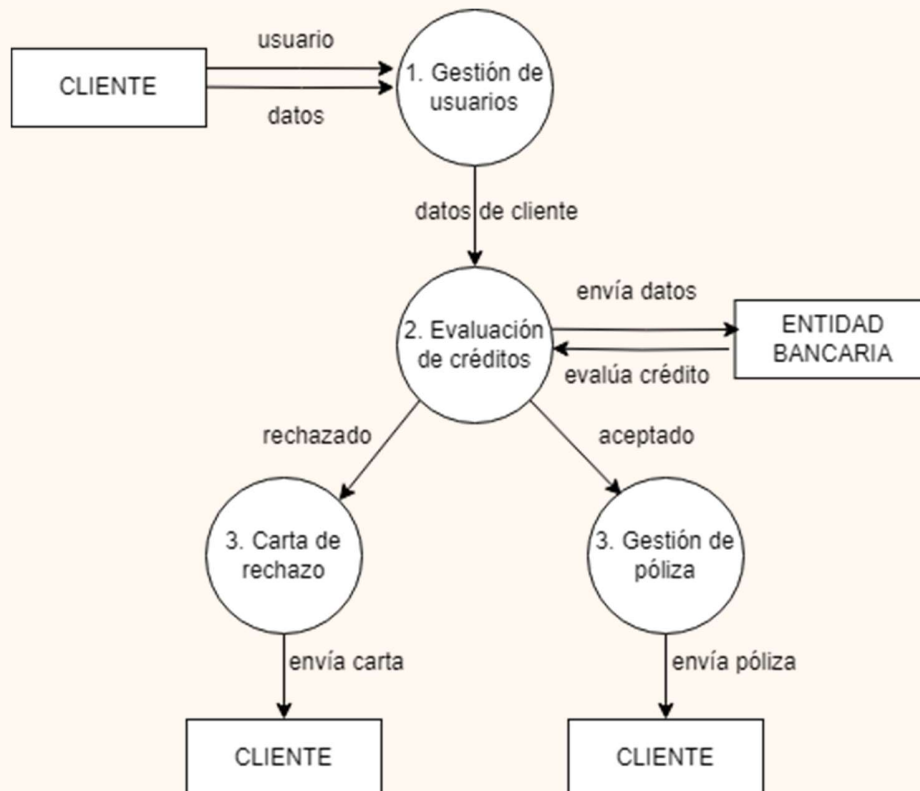 usuario
CLIENTE
datos
1. Gestión de
usuarios
datos de cliente
envía datos
2. Evaluación
de créditos
ENTIDAD
BANCARIA
evalúa crédito
rechazado
aceptado
3. Carta de
rechazo
3. Gestión de
póliza
envía carta
envía póliza
CLIENTE
CLIENTE